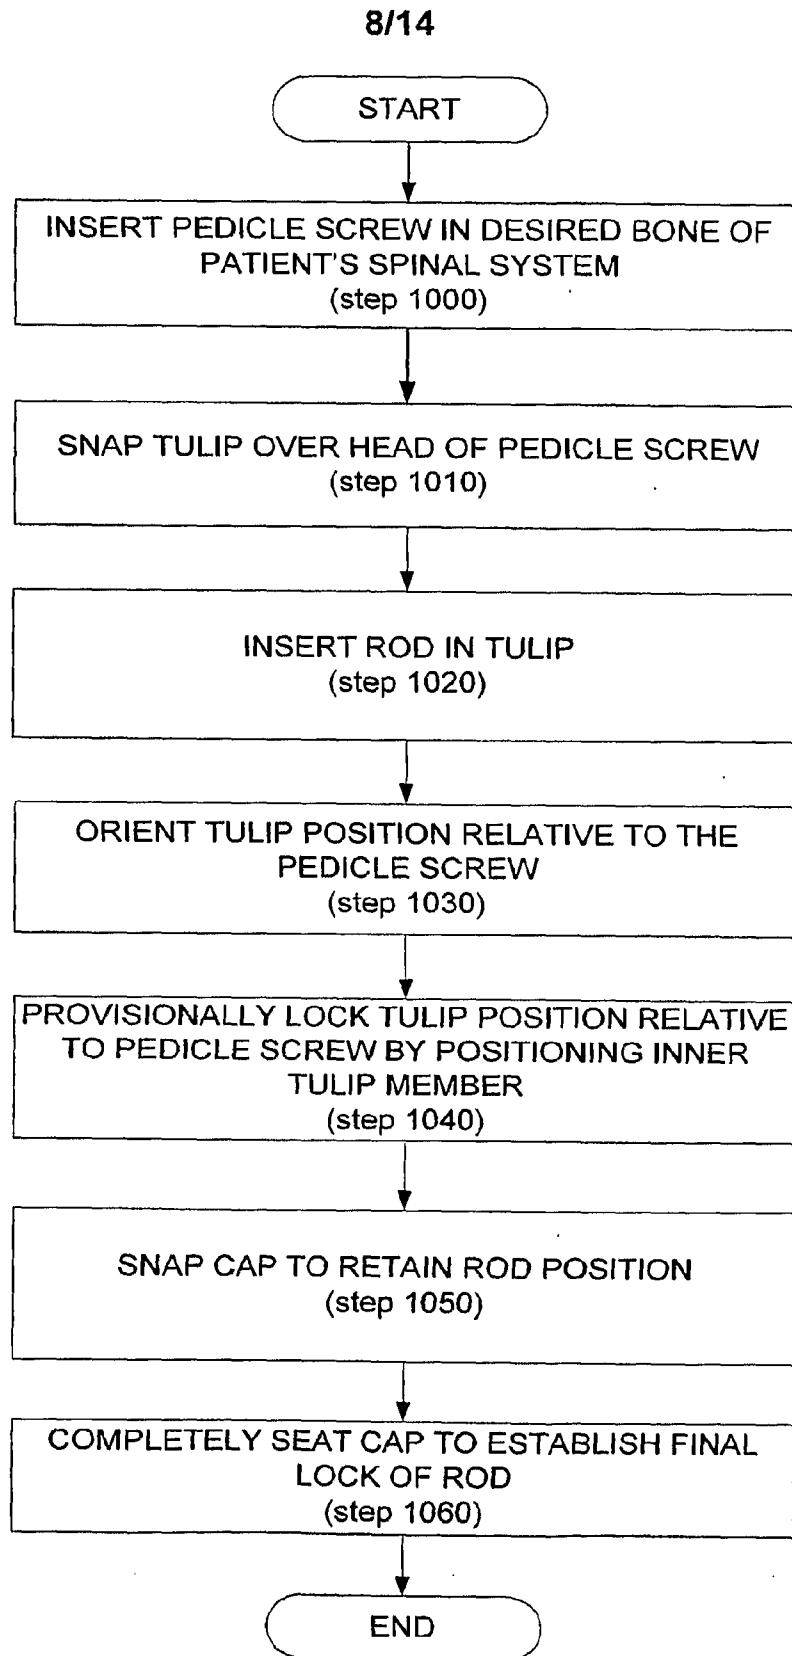 8/14
START
INSERT PEDICLE SCREW IN DESIRED BONE OF
PATIENT'S SPINAL SYSTEM
(step 1000)
SNAP TULIP OVER HEAD OF PEDICLE SCREW
(step 1010)
INSERT ROD IN TULIP
(step 1020)
ORIENT TULIP POSITION RELATIVE TO THE
PEDICLE SCREW
(step 1030)
PROVISIONALLY LOCK TULIP POSITION RELATIVE
TO PEDICLE SCREW BY POSITIONING INNER
TULIP MEMBER
(step 1040)
SNAP CAP TO RETAIN ROD POSITION
(step 1050)
COMPLETELY SEAT CAP TO ESTABLISH FINAL
LOCK OF ROD
(step 1060)
END